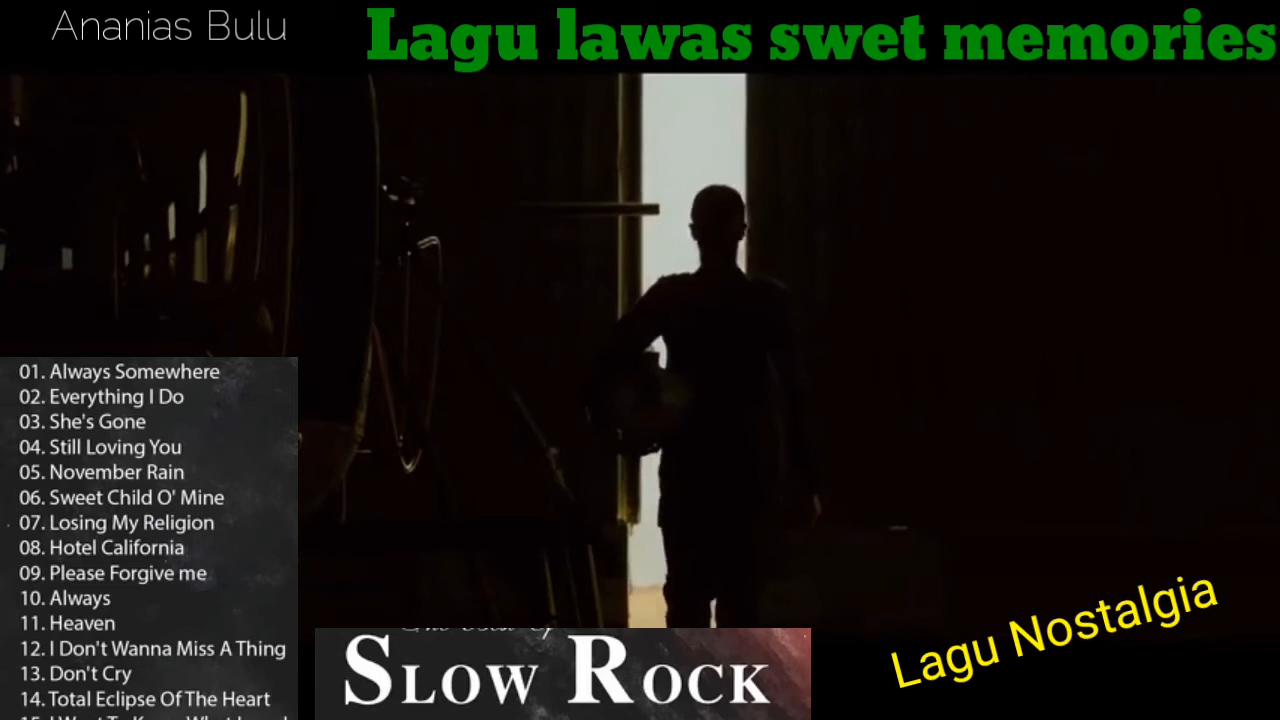 Ananias Bulu
Lagu lawas swet memories
01. Always Somewhere
02. Everything I Do
03. She's Gone
04. Still Loving You
05. November Rain
06. Sweet Child O' Mine
07. Losing My Religion
08. Hotel California
09. Please Forgive me
10. Always
11. Heaven
12. I Don't Wanna Miss A Thing
13. Don't Cry
14. Total Eclipse Of The Heart
SLOW ROCK
Lagu Nostalgia